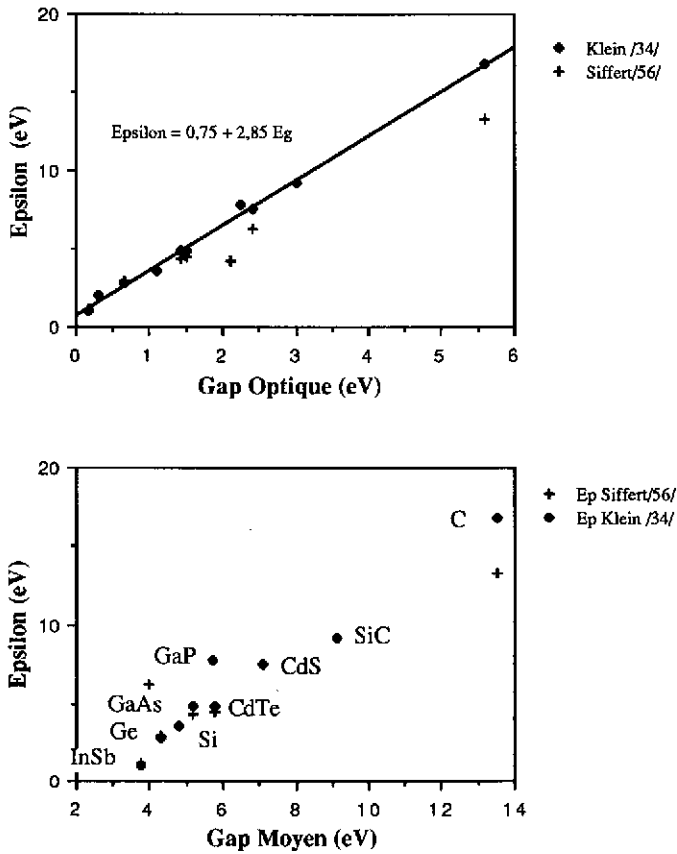 20
Klein /34/
Siffert/56/
Epsilon = 0,75 + 2,85 Eg
Epsilon (eV)
10
0
0 1 2 3 4 5 6
Gap Optique (eV)
20
Ep Siffert/56/
Ep Klein /34/
C
Epsilon (eV)
10
SiC
GaP
CdS
GaAs
CdTe
Ge
Si
InSb
0
2 4 6 8 10 12 14
Gap Moyen (eV)